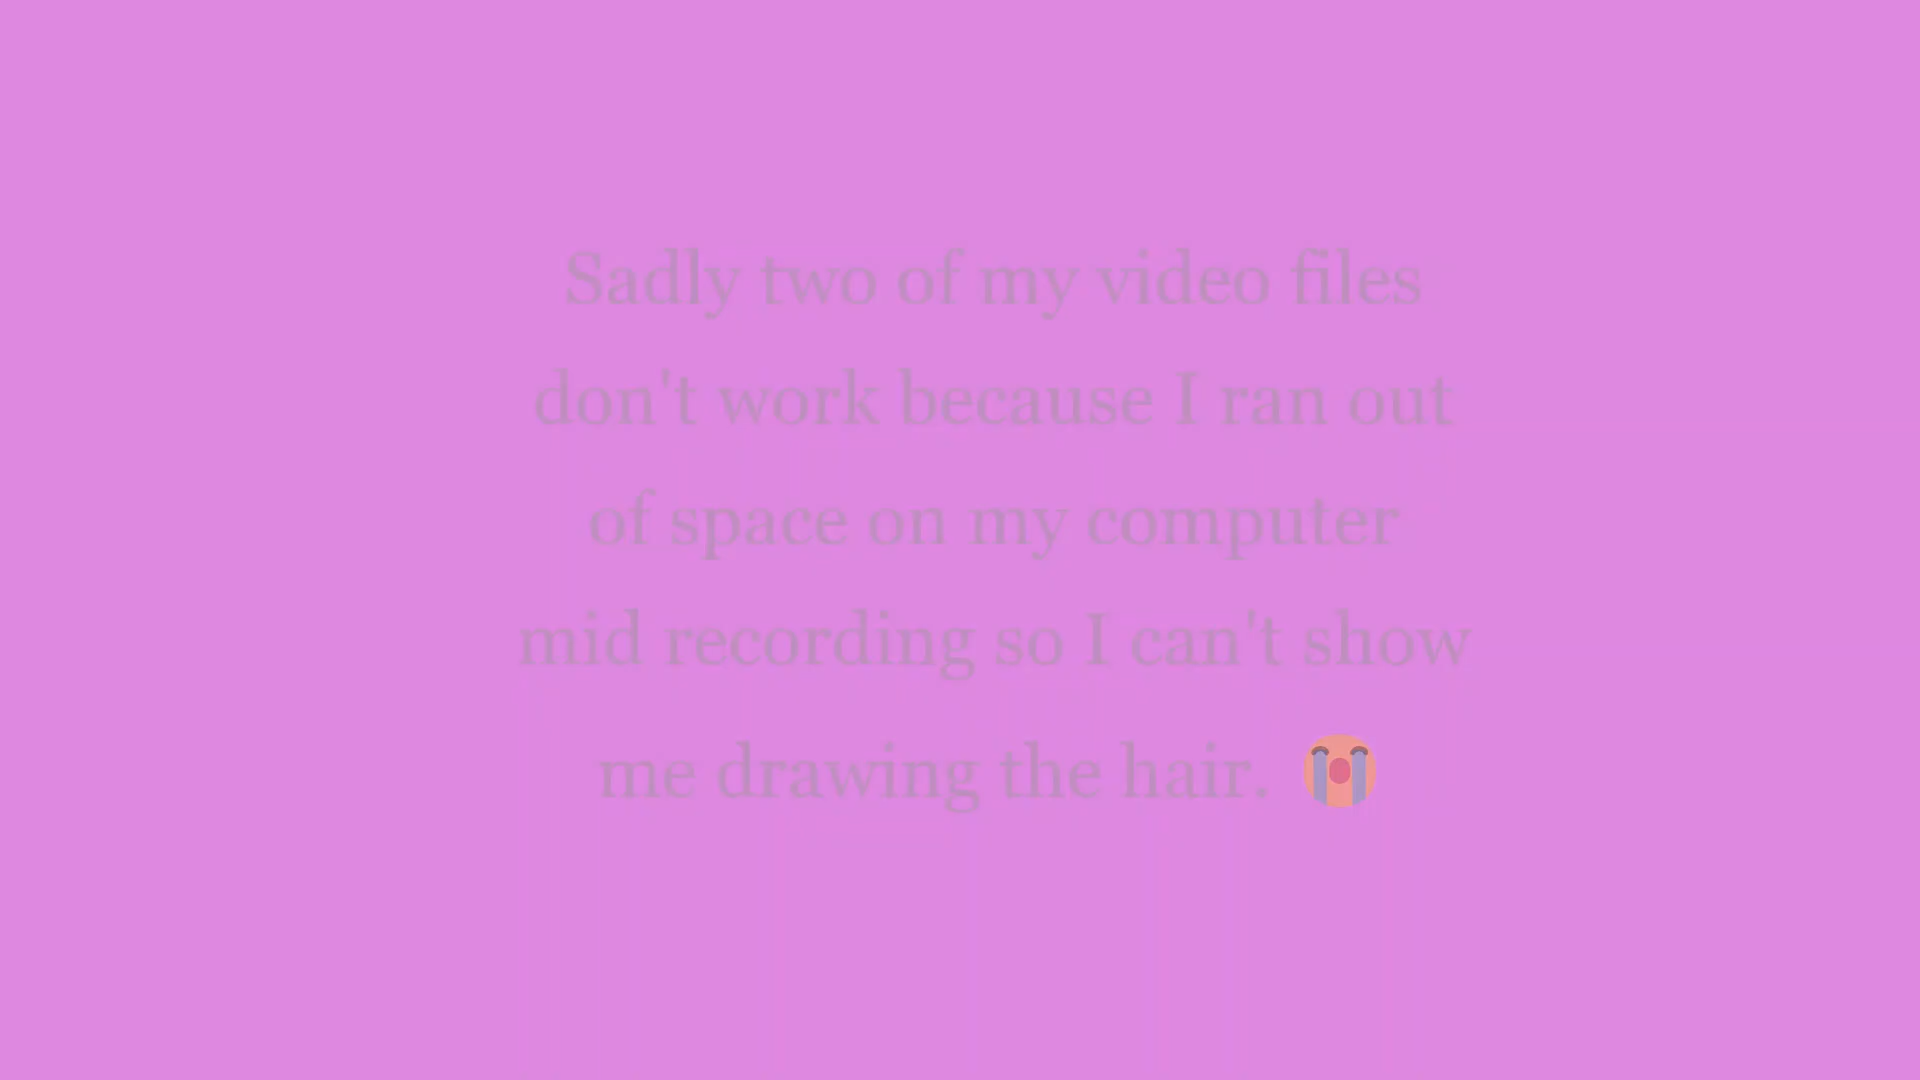 Sadly two of my video files
don't work because I ran out
of space on my computer
mid recording so I can't show
me drawing the hair. 😭